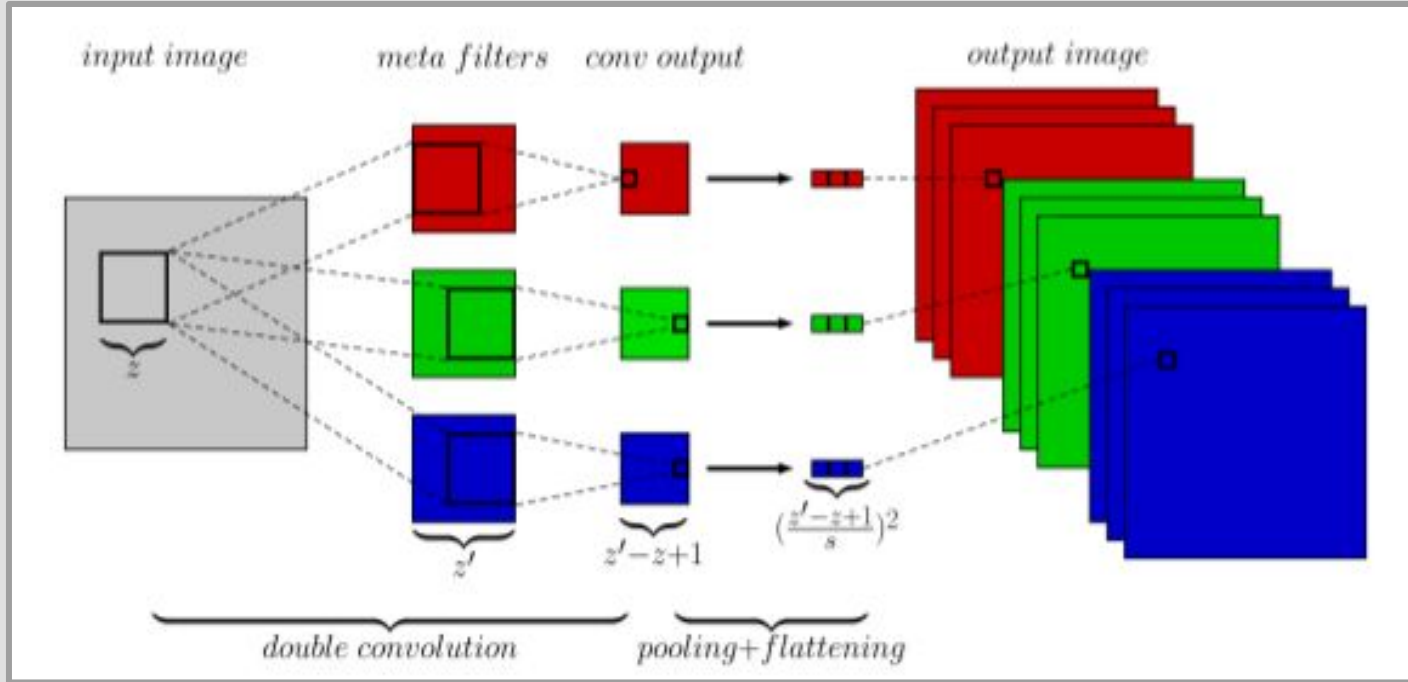 input image
meta filters
conv output
output image
z
z′
z′−z+1
(z′−z+1/s)²
double convolution
pooling+flattening